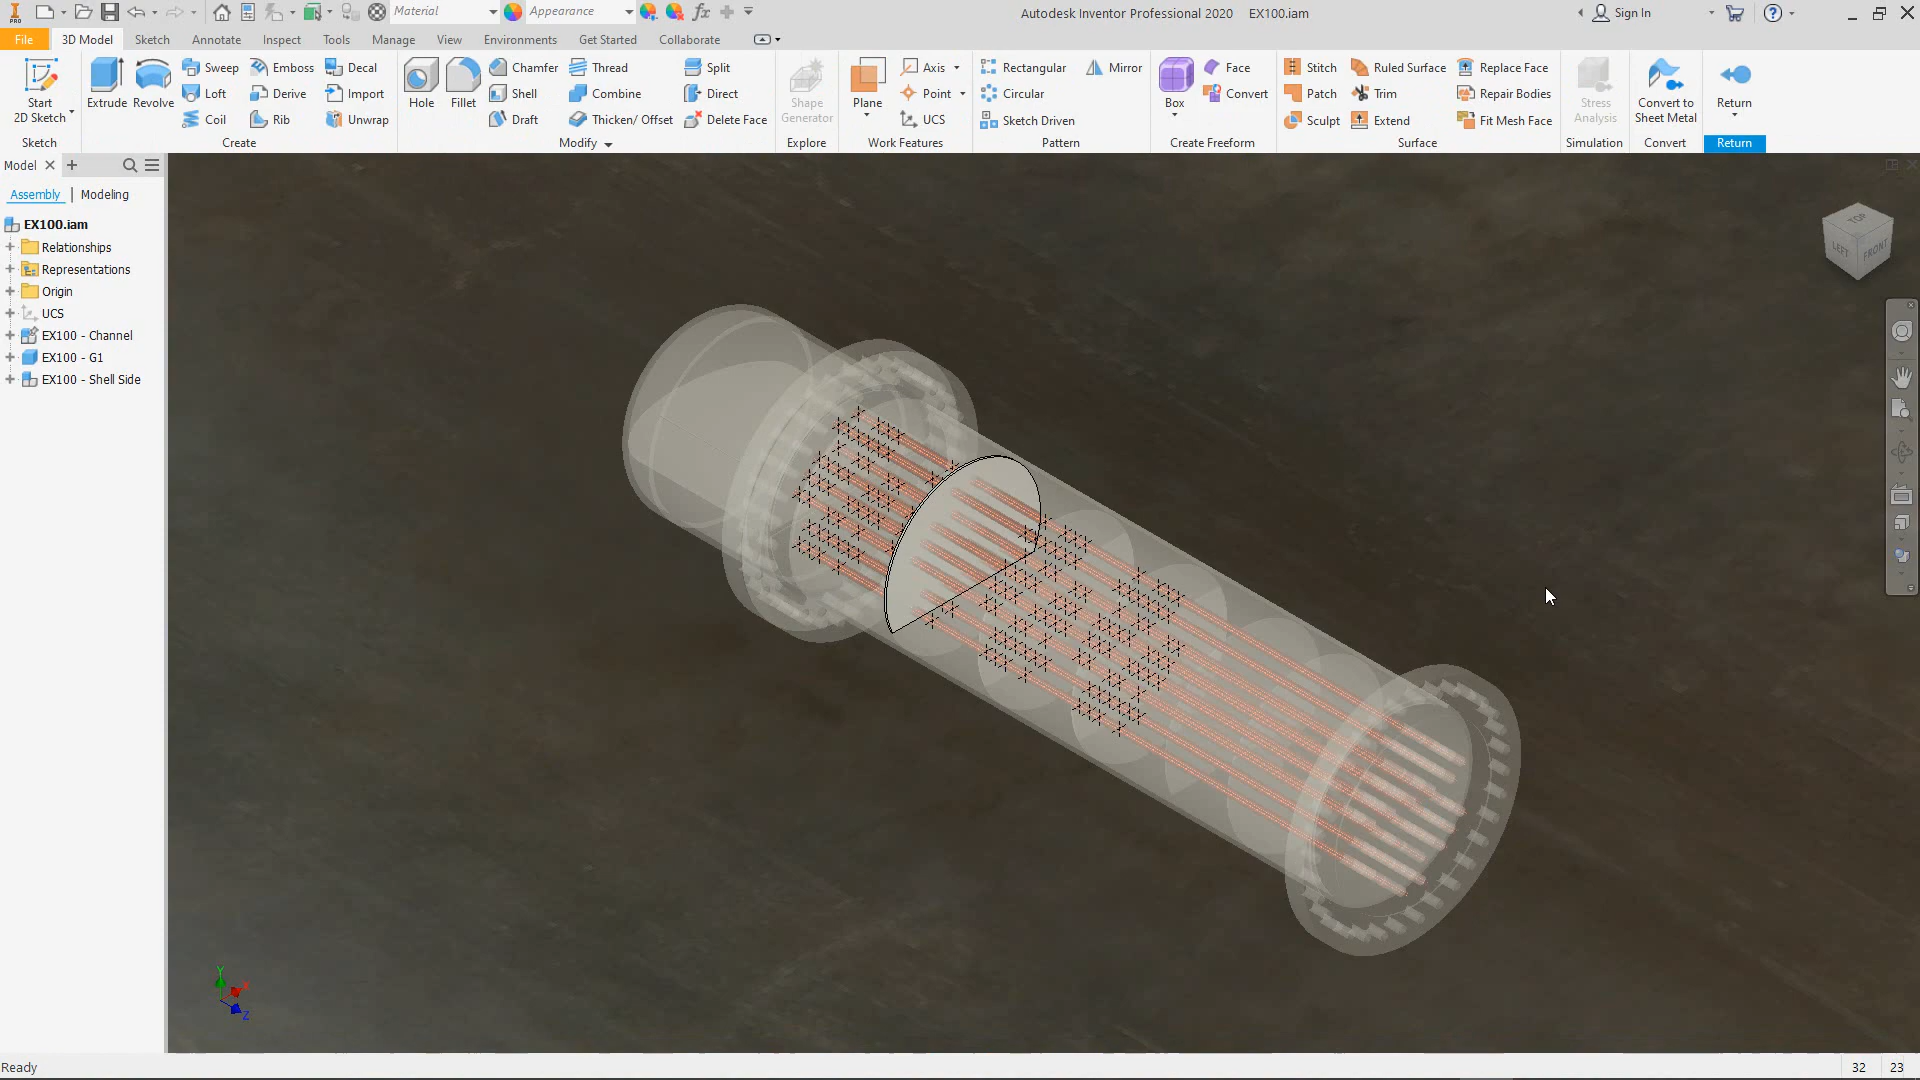 PRO
Material
Appearance
fx
Autodesk Inventor Professional 2020 EX100.iam
Sign In
File 3D Model Sketch Annotate Inspect Tools Manage View Environments Get Started Collaborate
Start
2D Sketch
Extrude
Revolve
Sweep
Loft
Coil
Emboss
Derive
Rib
Decal
Import
Unwrap
Hole
Fillet
Chamfer
Shell
Draft
Thread
Combine
Thicken/ Offset
Split
Direct
Delete Face
Shape
Generator
Plane
Axis
Point
UCS
Rectangular
Circular
Sketch Driven
Mirror
Box
Face
Convert
Stitch
Patch
Sculpt
Ruled Surface
Trim
Extend
Replace Face
Repair Bodies
Fit Mesh Face
Stress
Analysis
Convert to
Sheet Metal
Return
Sketch Create Modify Explore Work Features Pattern Create Freeform Surface Simulation Convert Return
Model
Assembly | Modeling
EX100.iam
Relationships
Representations
Origin
UCS
EX100 - Channel
EX100 - G1
EX100 - Shell Side
TOP
LEFT
FRONT
Y
X
Z
Ready
32 23